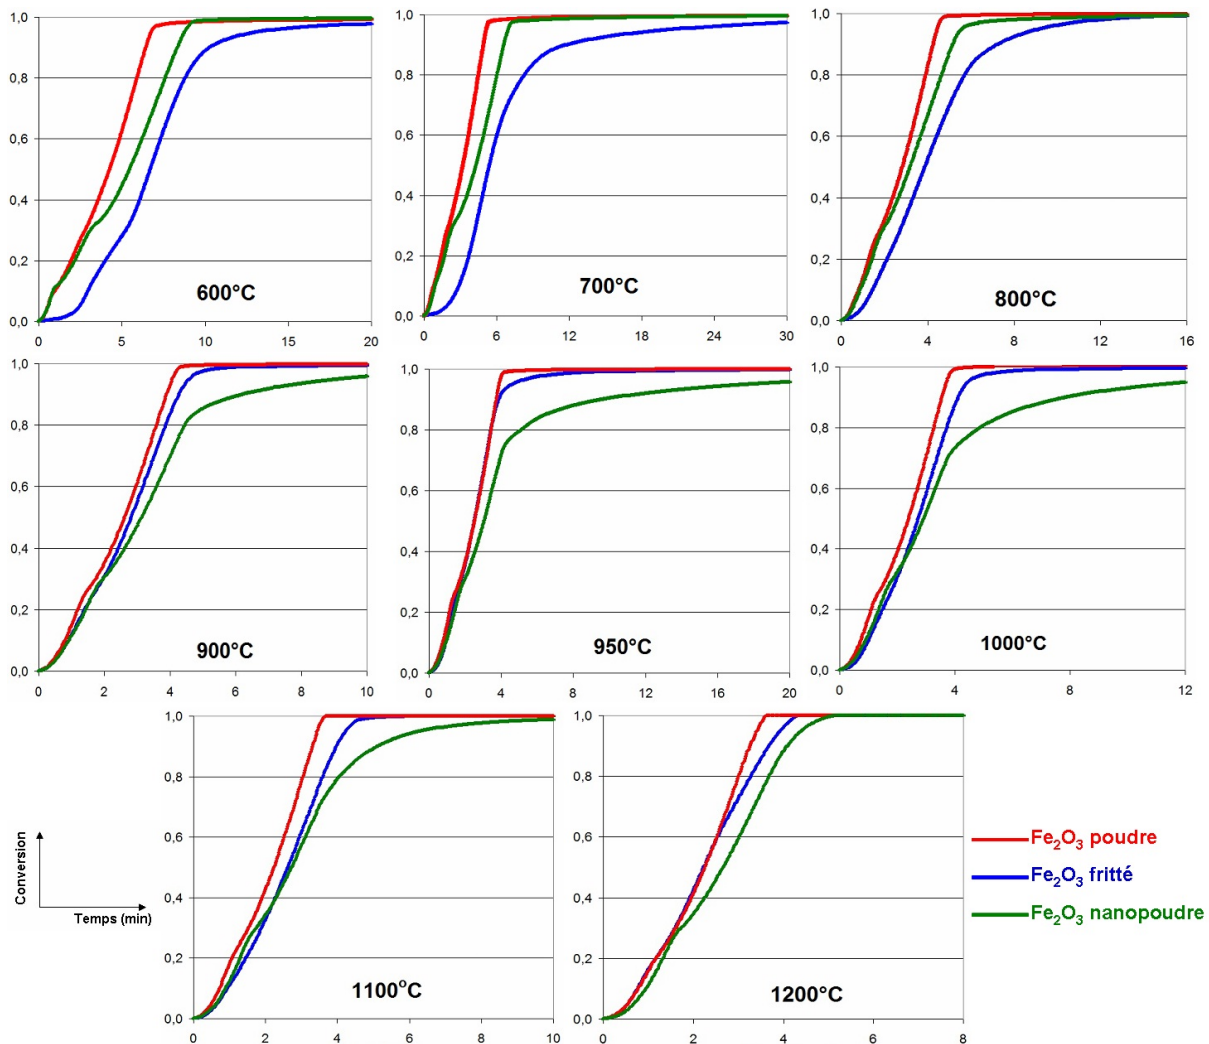 1,0
0,8
0,6
0,4
0,2
0,0
600°C
0 5 10 15 20
1,0
0,8
0,6
0,4
0,2
0,0
700°C
0 6 12 18 24 30
1,0
0,8
0,6
0,4
0,2
0,0
800°C
0 4 8 12 16
1,0
0,8
0,6
0,4
0,2
0,0
900°C
0 2 4 6 8 10
1,0
0,8
0,6
0,4
0,2
0,0
950°C
0 4 8 12 16 20
1,0
0,8
0,6
0,4
0,2
0,0
1000°C
0 4 8 12
1,0
0,8
0,6
0,4
0,2
0,0
1100°C
0 2 4 6 8 10
1,0
0,8
0,6
0,4
0,2
0,0
1200°C
0 2 4 6 8
Conversion
Temps (min)
Fe₂O₃ poudre
Fe₂O₃ fritté
Fe₂O₃ nanopoudre